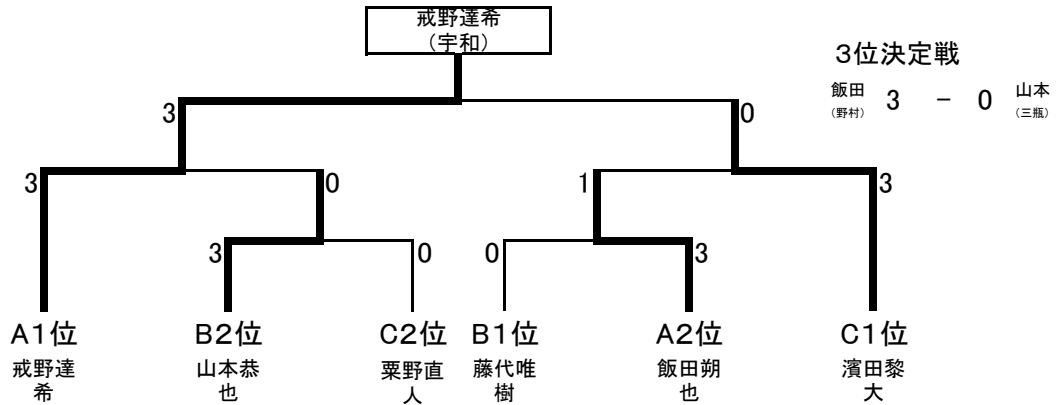 戒野達希
(宇和)
3位決定戦
飯田 3 － 0 山本
(野村) (三瓶)
3 0
3 0 1 3
3 0 0 3
A1位 B2位 C2位 B1位 A2位 C1位
戒野達 山本恭 粟野直 藤代唯 飯田朔 濱田黎
希 也 人 樹 也 大